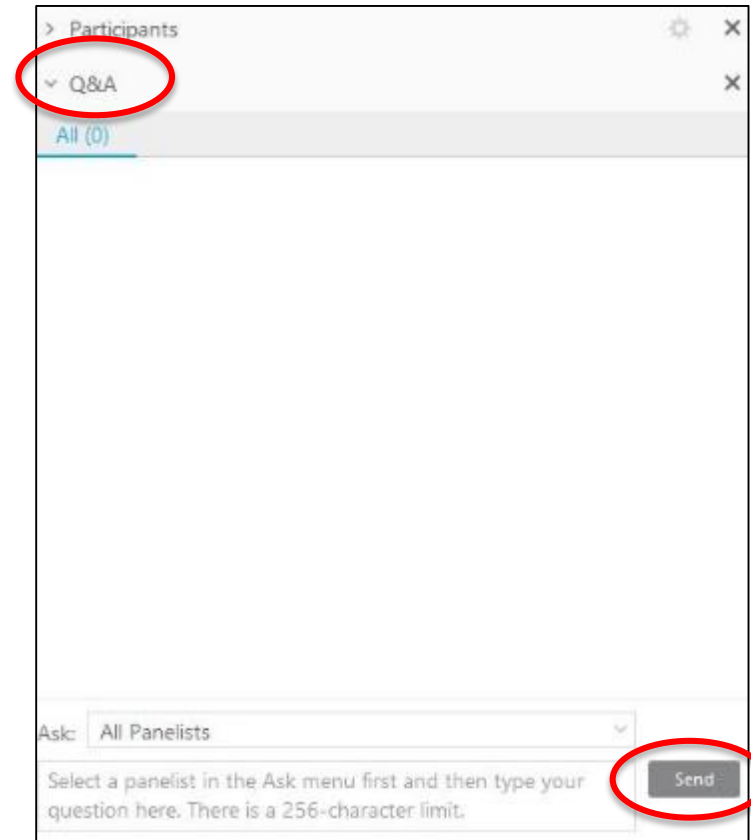 Participants
Q&A
All (0)
Ask: All Panelists
Select a panelist in the Ask menu first and then type your
question here. There is a 256-character limit.
Send